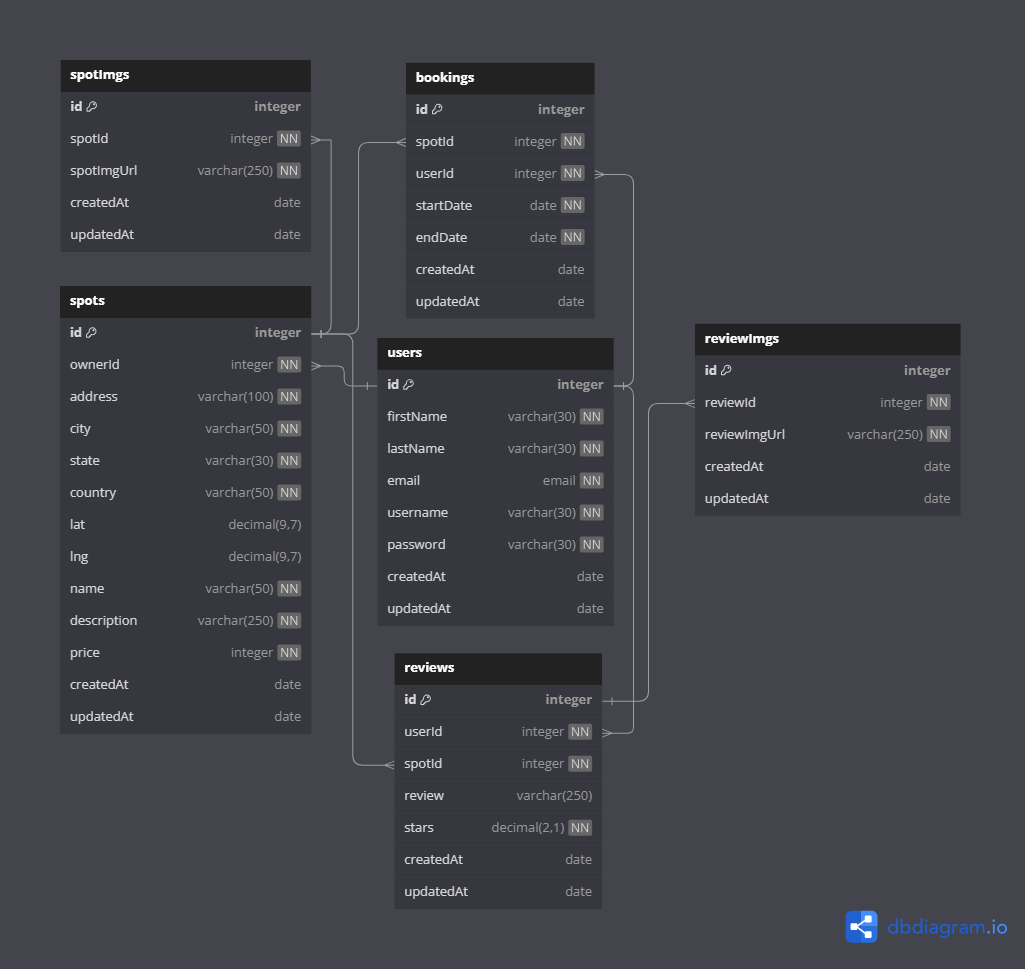 spotImgs
id integer
spotId integer NN
spotImgUrl varchar(250) NN
createdAt date
updatedAt date
spots
id integer
ownerId integer NN
address varchar(100) NN
city varchar(50) NN
state varchar(30) NN
country varchar(50) NN
lat decimal(9,7)
lng decimal(9,7)
name varchar(50) NN
description varchar(250) NN
price integer NN
createdAt date
updatedAt date
bookings
id integer
spotId integer NN
userId integer NN
startDate date NN
endDate date NN
createdAt date
updatedAt date
users
id integer
firstName varchar(30) NN
lastName varchar(30) NN
email email NN
username varchar(30) NN
password varchar(30) NN
createdAt date
updatedAt date
reviews
id integer
userId integer NN
spotId integer NN
review varchar(250)
stars decimal(2,1) NN
createdAt date
updatedAt date
reviewImgs
id integer
reviewId integer NN
reviewImgUrl varchar(250) NN
createdAt date
updatedAt date
dbdiagram.io